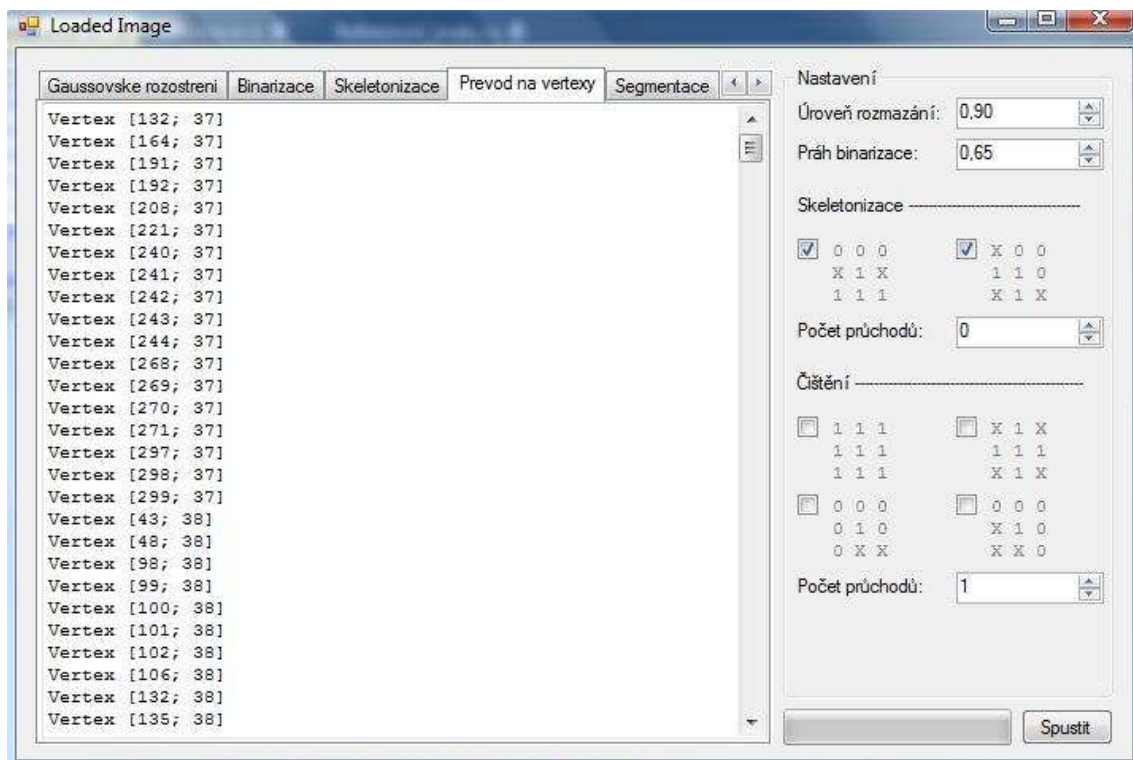 Loaded Image
Gaussovske rozostreni Binarizace Skeletonizace Prevod na vertexy Segmentace
Vertex [132; 37]
Vertex [164; 37]
Vertex [191; 37]
Vertex [192; 37]
Vertex [208; 37]
Vertex [221; 37]
Vertex [240; 37]
Vertex [241; 37]
Vertex [242; 37]
Vertex [243; 37]
Vertex [244; 37]
Vertex [268; 37]
Vertex [269; 37]
Vertex [270; 37]
Vertex [271; 37]
Vertex [297; 37]
Vertex [298; 37]
Vertex [299; 37]
Vertex [43; 38]
Vertex [48; 38]
Vertex [98; 38]
Vertex [99; 38]
Vertex [100; 38]
Vertex [101; 38]
Vertex [102; 38]
Vertex [106; 38]
Vertex [132; 38]
Vertex [135; 38]
Nastavení
Úroveň rozmazání: 0,90
Práh binarizace: 0,65
Skeletonizace ------------------------------------
0 0 0 X 0 0
X 1 X 1 1 0
1 1 1 X 1 X
Počet průchodů: 0
Čištění ------------------------------------------------
1 1 1 X 1 X
1 1 1 1 1 1
1 1 1 X 1 X
0 0 0 0 0 0
0 1 0 X 1 0
0 X X X X 0
Počet průchodů: 1
Spustit